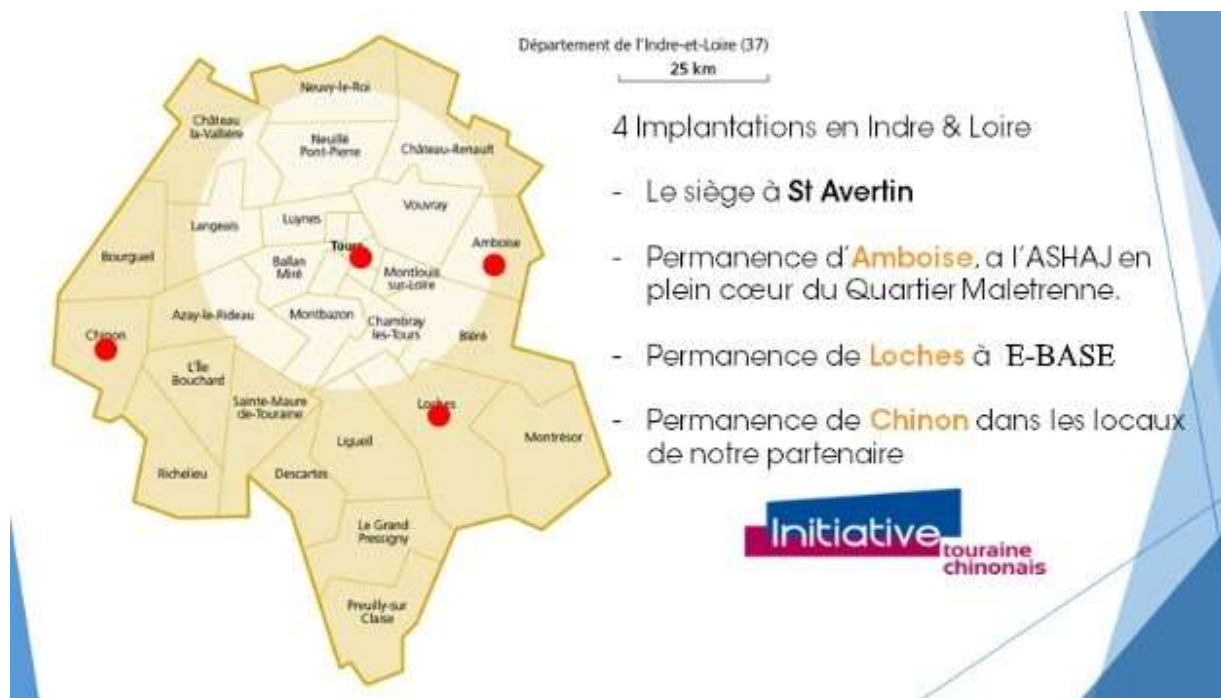 Département de l'Indre-et-Loire (37)
25 km
Neuvy-le-Roi
Château
la-Vallière
Neuillé
Pont-Pierre
Château-Renault
Vouvray
Luynes
Langeais
Bourgueil
Tours
Amboise
Ballan
Miré
Montlouis
sur-Loire
Azay-le-Rideau
Montbazon
Chambray
les-Tours
Bléré
Chinon
L'Île
Bouchard
Sainte-Maure
de-Touraine
Loches
Ligueil
Montrésor
Richelieu
Descartes
Le Grand
Pressigny
Preuilly-sur
Claise
4 Implantations en Indre & Loire
- Le siège à St Avertin
- Permanence d'Amboise, a l'ASHAJ en
plein cœur du Quartier Maletrenne.
- Permanence de Loches à E-BASE
- Permanence de Chinon dans les locaux
de notre partenaire
Initiative
touraine
chinonais